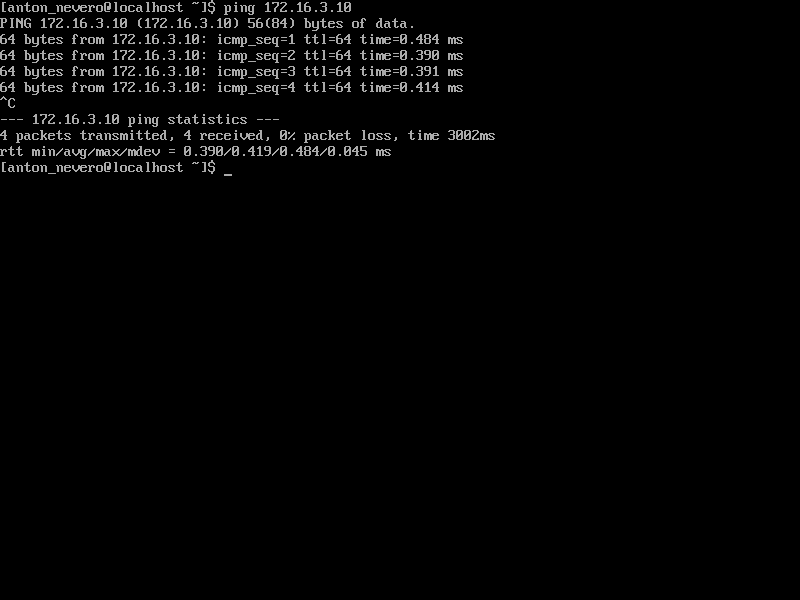 [anton_nevero@localhost ~]$ ping 172.16.3.10
PING 172.16.3.10 (172.16.3.10) 56(84) bytes of data.
64 bytes from 172.16.3.10: icmp_seq=1 ttl=64 time=0.484 ms
64 bytes from 172.16.3.10: icmp_seq=2 ttl=64 time=0.390 ms
64 bytes from 172.16.3.10: icmp_seq=3 ttl=64 time=0.391 ms
64 bytes from 172.16.3.10: icmp_seq=4 ttl=64 time=0.414 ms
^C
--- 172.16.3.10 ping statistics ---
4 packets transmitted, 4 received, 0% packet loss, time 3002ms
rtt min/avg/max/mdev = 0.390/0.419/0.484/0.045 ms
[anton_nevero@localhost ~]$ _